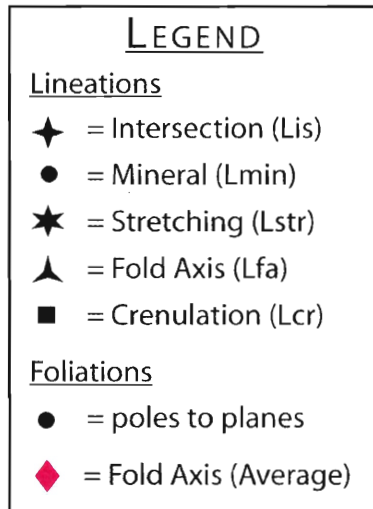 LEGEND
Lineations
= Intersection (Lis)
= Mineral (Lmin)
= Stretching (Lstr)
= Fold Axis (Lfa)
= Crenulation (Lcr)
Foliations
= poles to planes
= Fold Axis (Average)